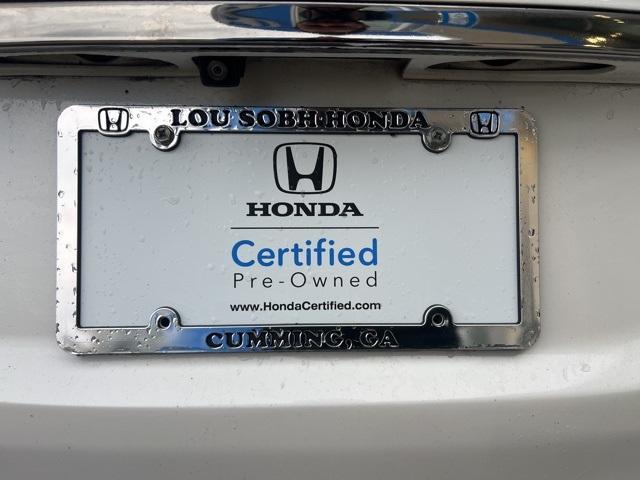 LOU SOBH HONDA
HONDA
Certified
Pre-Owned
www.HondaCertified.com
CUMMING, GA